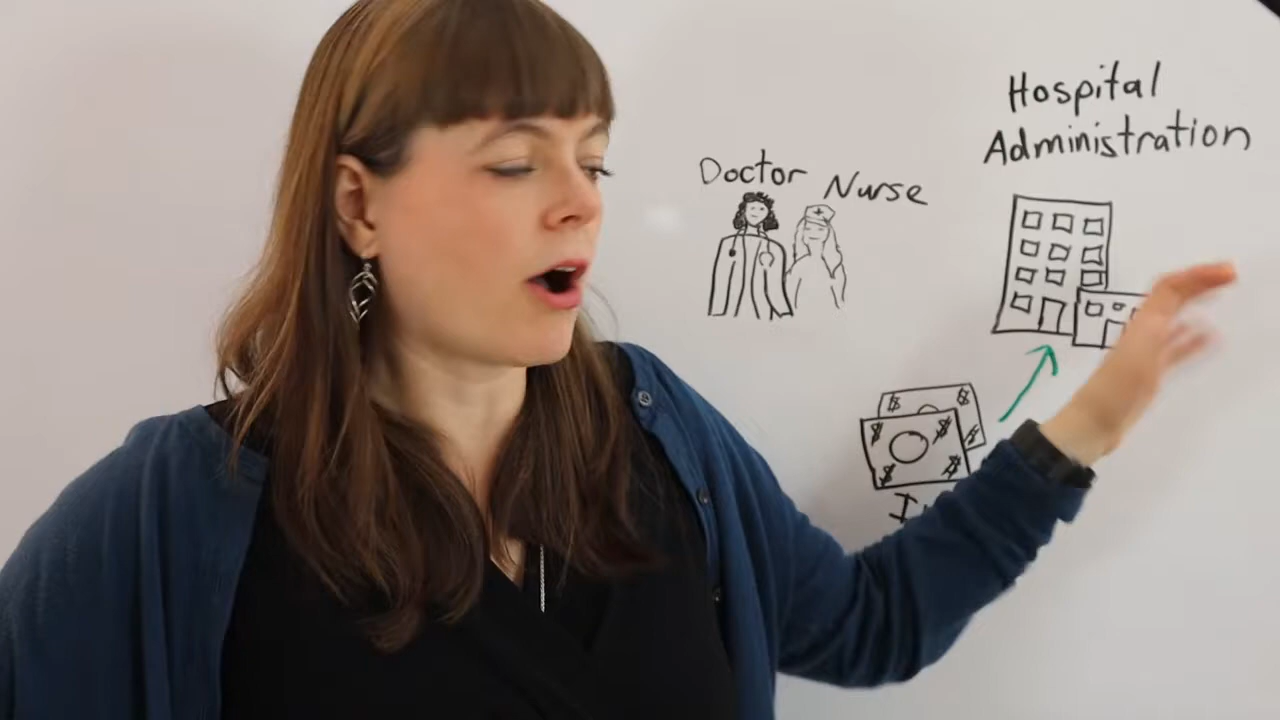 Hospital
Administration
Doctor Nurse
$ $
$
$ $
$ $